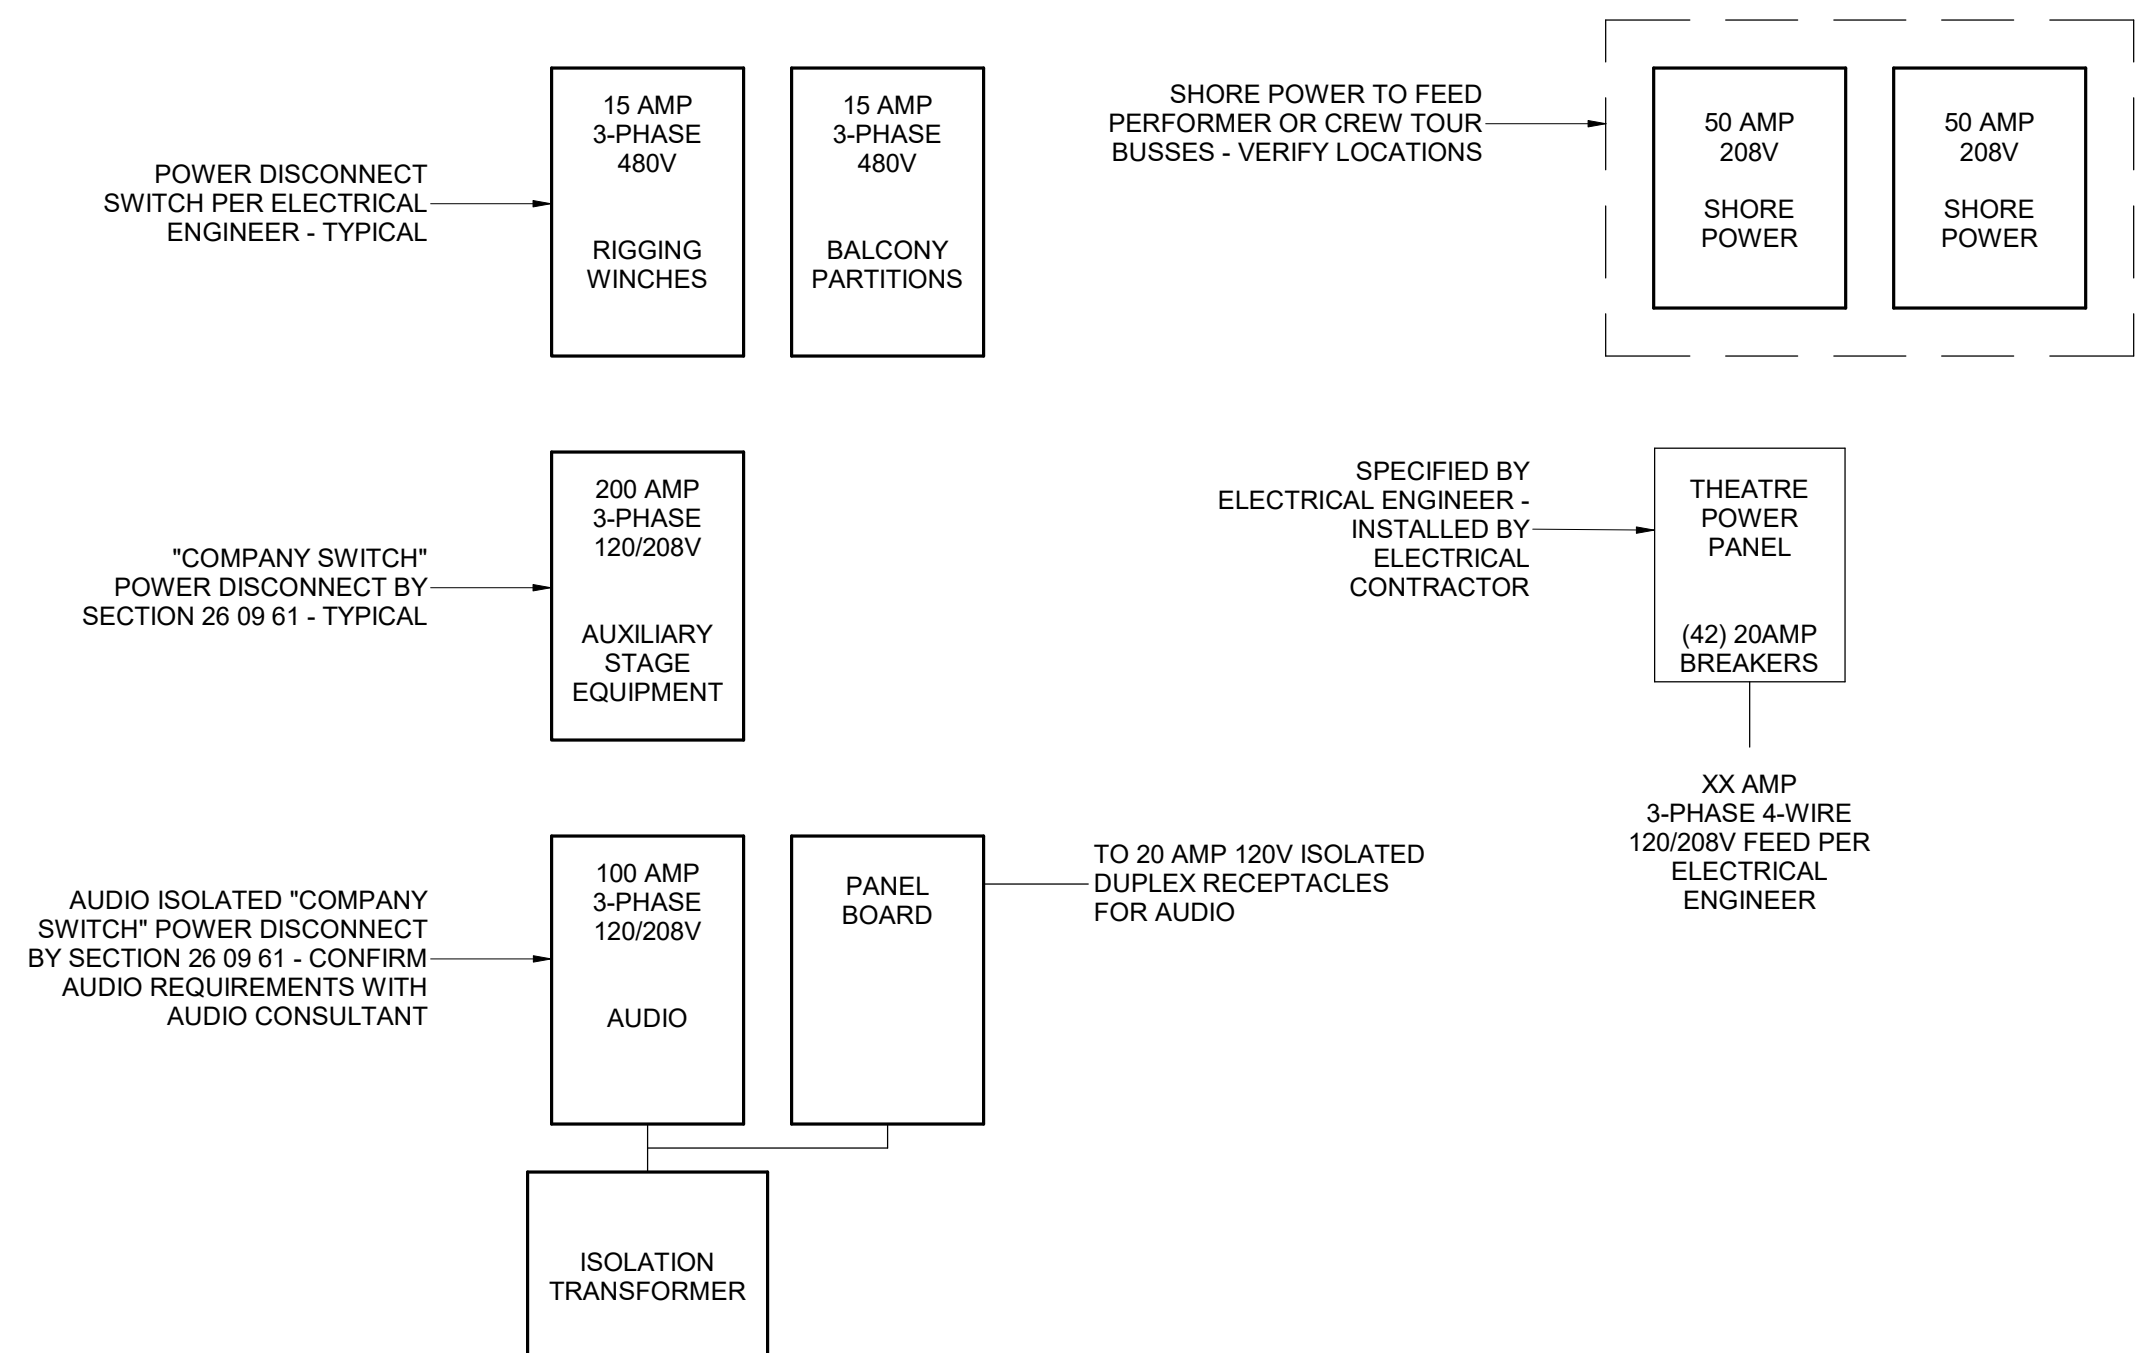 POWER DISCONNECT
SWITCH PER ELECTRICAL
ENGINEER - TYPICAL
15 AMP
3-PHASE
480V
RIGGING
WINCHES
15 AMP
3-PHASE
480V
BALCONY
PARTITIONS
SHORE POWER TO FEED
PERFORMER OR CREW TOUR
BUSSES - VERIFY LOCATIONS
50 AMP
208V
SHORE
POWER
50 AMP
208V
SHORE
POWER
"COMPANY SWITCH"
POWER DISCONNECT BY
SECTION 26 09 61 - TYPICAL
200 AMP
3-PHASE
120/208V
AUXILIARY
STAGE
EQUIPMENT
SPECIFIED BY
ELECTRICAL ENGINEER -
INSTALLED BY
ELECTRICAL
CONTRACTOR
THEATRE
POWER
PANEL
(42) 20AMP
BREAKERS
XX AMP
3-PHASE 4-WIRE
120/208V FEED PER
ELECTRICAL
ENGINEER
AUDIO ISOLATED "COMPANY
SWITCH" POWER DISCONNECT
BY SECTION 26 09 61 - CONFIRM
AUDIO REQUIREMENTS WITH
AUDIO CONSULTANT
100 AMP
3-PHASE
120/208V
AUDIO
PANEL
BOARD
TO 20 AMP 120V ISOLATED
DUPLEX RECEPTACLES
FOR AUDIO
ISOLATION
TRANSFORMER